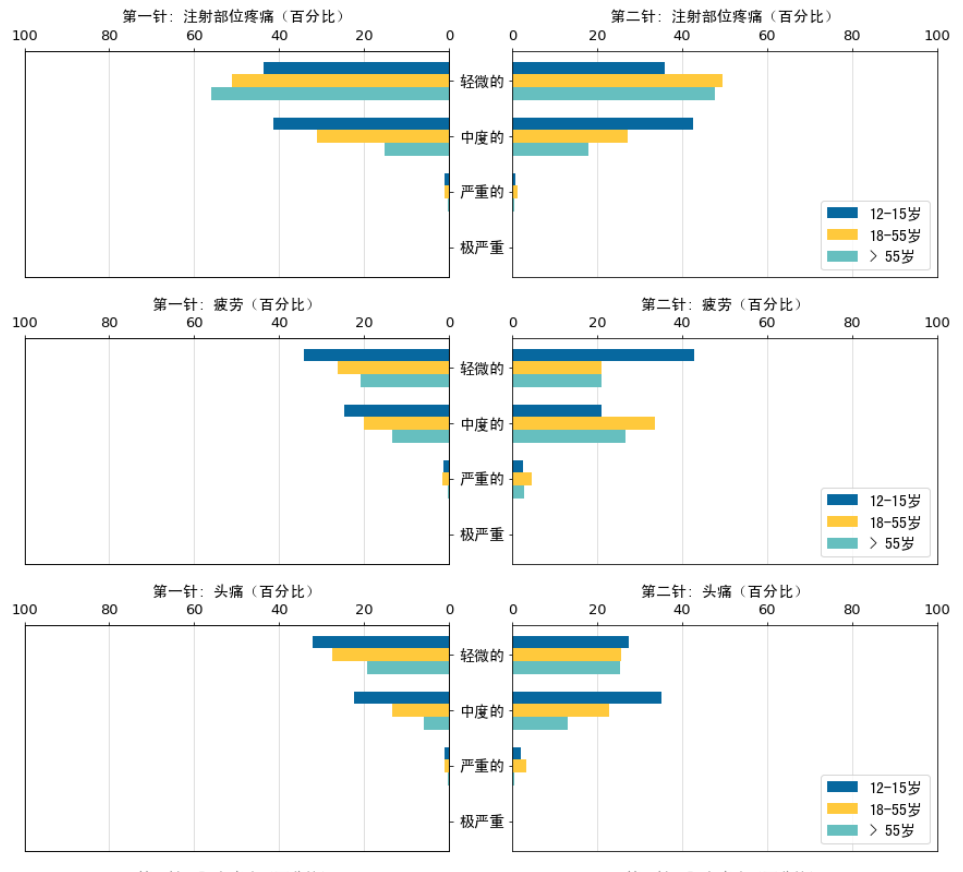 第一针: 注射部位疼痛（百分比）
第二针: 注射部位疼痛（百分比）
100 80 60 40 20 0
0 20 40 60 80 100
轻微的
中度的
严重的
极严重
12-15岁
18-55岁
> 55岁
第一针: 疲劳（百分比）
第二针: 疲劳（百分比）
100 80 60 40 20 0
0 20 40 60 80 100
轻微的
中度的
严重的
极严重
12-15岁
18-55岁
> 55岁
第一针: 头痛（百分比）
第二针: 头痛（百分比）
100 80 60 40 20 0
0 20 40 60 80 100
轻微的
中度的
严重的
极严重
12-15岁
18-55岁
> 55岁